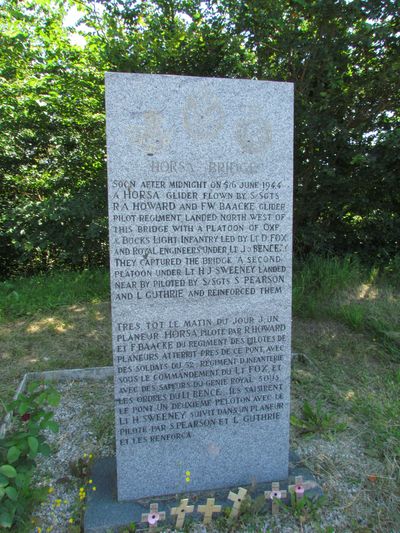 HORSA BRIDGE
SOON AFTER MIDNIGHT ON 5/6 JUNE 1944
A HORSA GLIDER FLOWN BY S/SGTS
R A HOWARD AND F W BAACKE GLIDER
PILOT REGIMENT LANDED NORTH WEST OF
THIS BRIDGE WITH A PLATOON OF OXF
& BUCKS LIGHT INFANTRY LED BY LT D FOX
AND ROYAL ENGINEERS UNDER LT J BENCE
THEY CAPTURED THE BRIDGE A SECOND
PLATOON UNDER LT H J SWEENEY LANDED
NEAR BY PILOTED BY S/SGTS S PEARSON
AND L GUTHRIE AND REINFORCED THEM
TRES TOT LE MATIN DU JOUR J, UN
PLANEUR HORSA PILOTE PAR R HOWARD
ET F BAACKE DU REGIMENT DES PILOTES DE
PLANEURS ATTERRIT PRES DE CE PONT, AVEC
DES SOLDATS DU 52 REGIMENT D'INFANTERIE
SOUS LE COMMANDEMENT DU LT FOX, ET
AVEC DES SAPEURS DU GENIE ROYAL SOUS
LES ORDRES DU LT BENCE, ILS SAISIRENT
LE PONT UN DEUXIEME PELOTON AVEC DE
LT H SWEENEY SUIVIT DANS UN PLANEUR
PILOTE PAR S PEARSON ET L GUTHRIE
ET LES RENFORCA